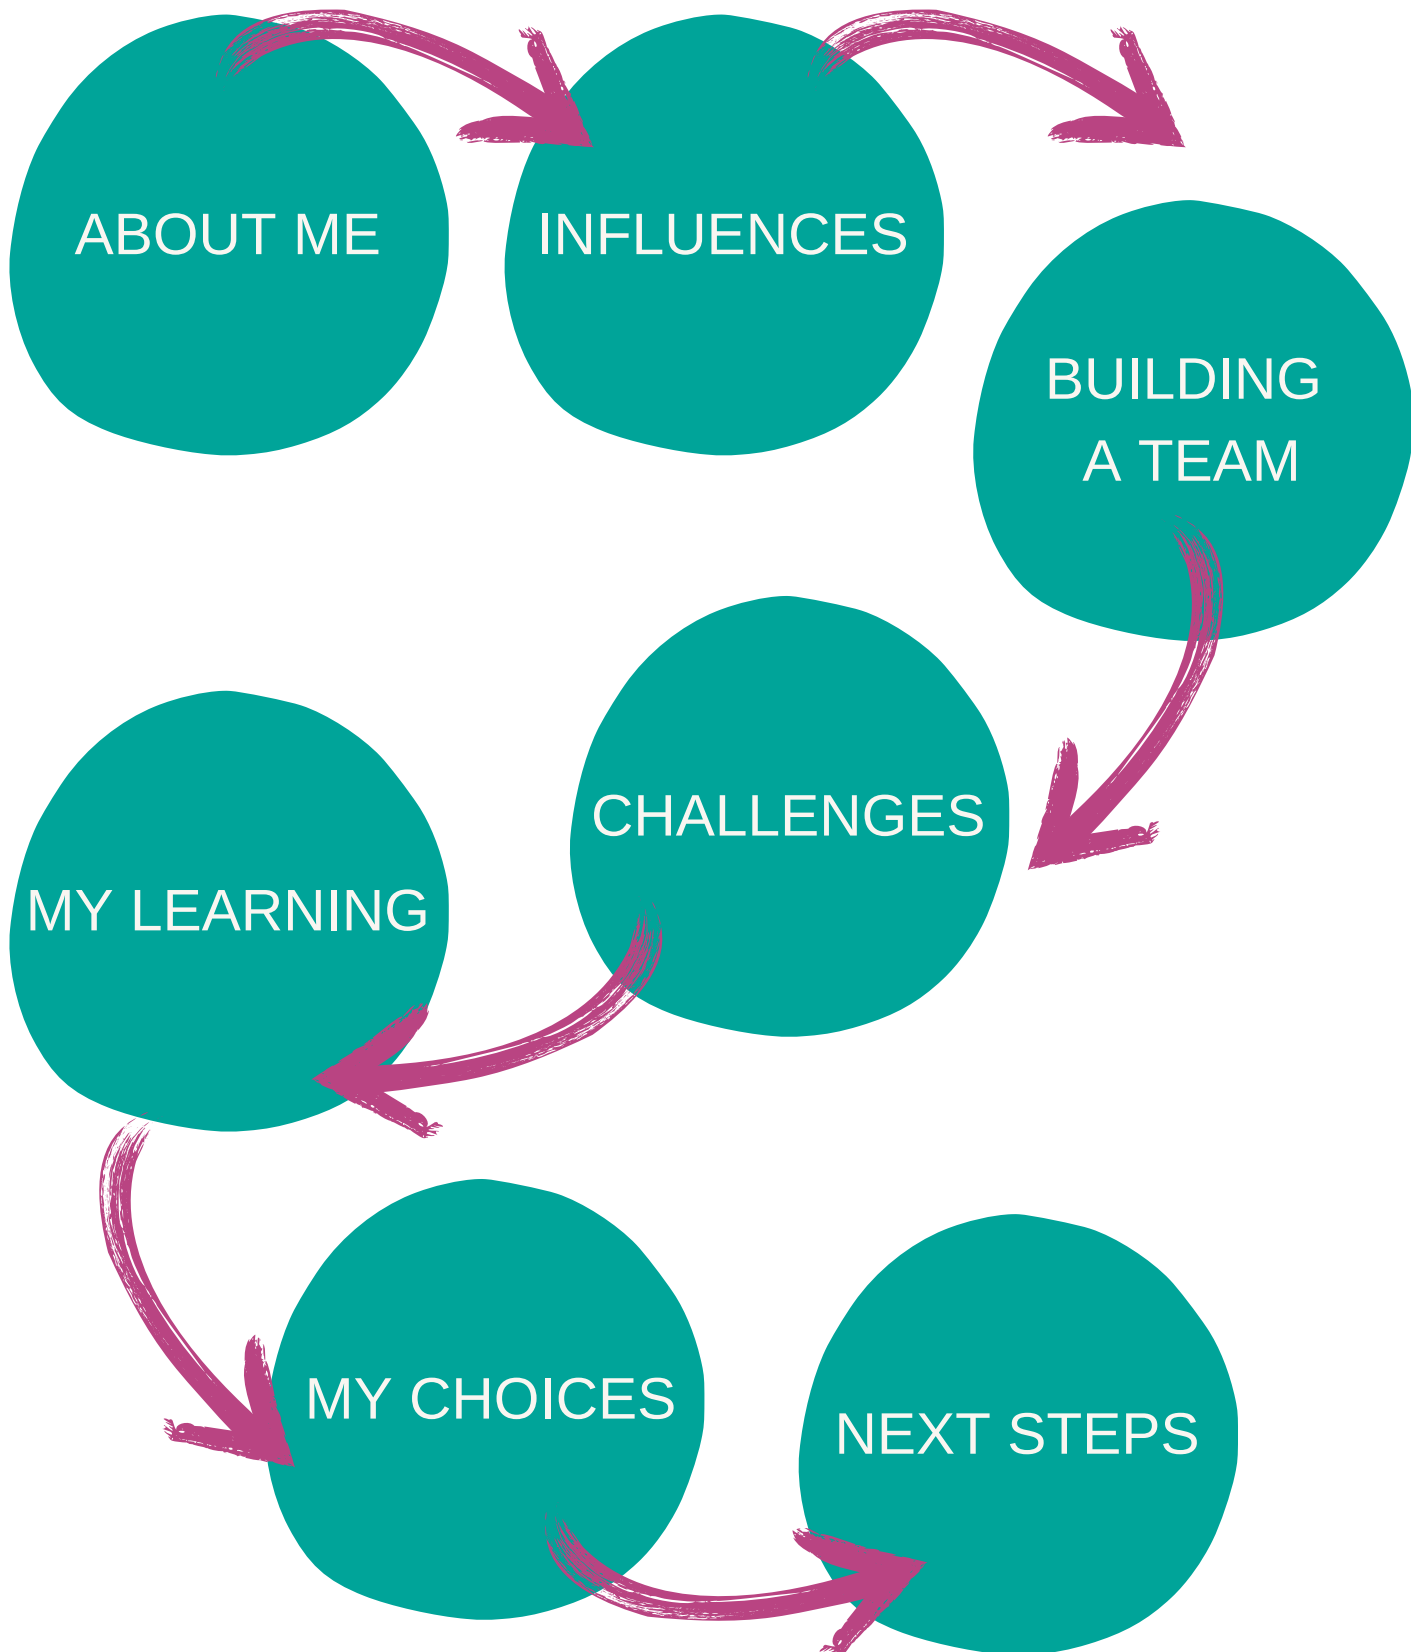 ABOUT ME
INFLUENCES
BUILDING
A TEAM
CHALLENGES
MY LEARNING
MY CHOICES
NEXT STEPS